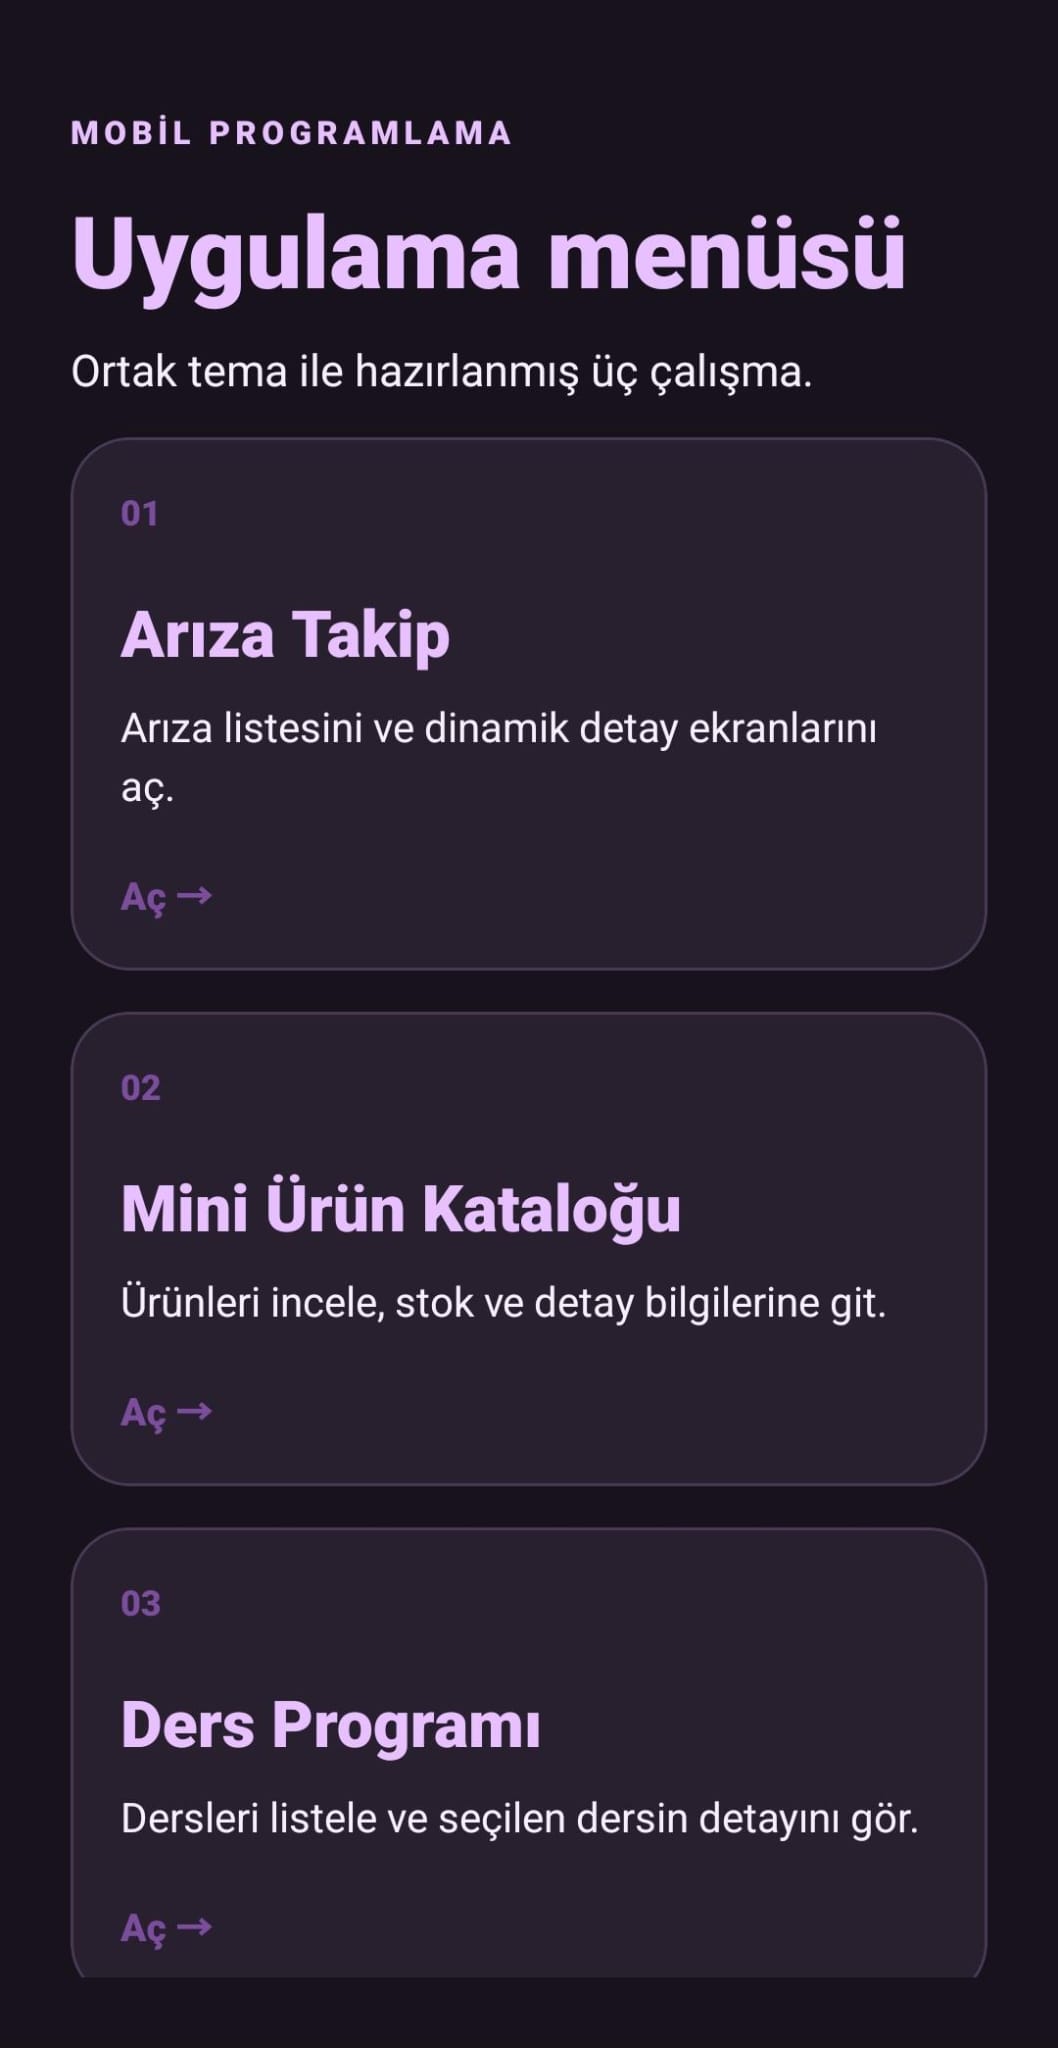 MOBİL PROGRAMLAMA
Uygulama menüsü
Ortak tema ile hazırlanmış üç çalışma.
01
Arıza Takip
Arıza listesini ve dinamik detay ekranlarını
aç.
Aç →
02
Mini Ürün Kataloğu
Ürünleri incele, stok ve detay bilgilerine git.
Aç →
03
Ders Programı
Dersleri listele ve seçilen dersin detayını gör.
Aç →